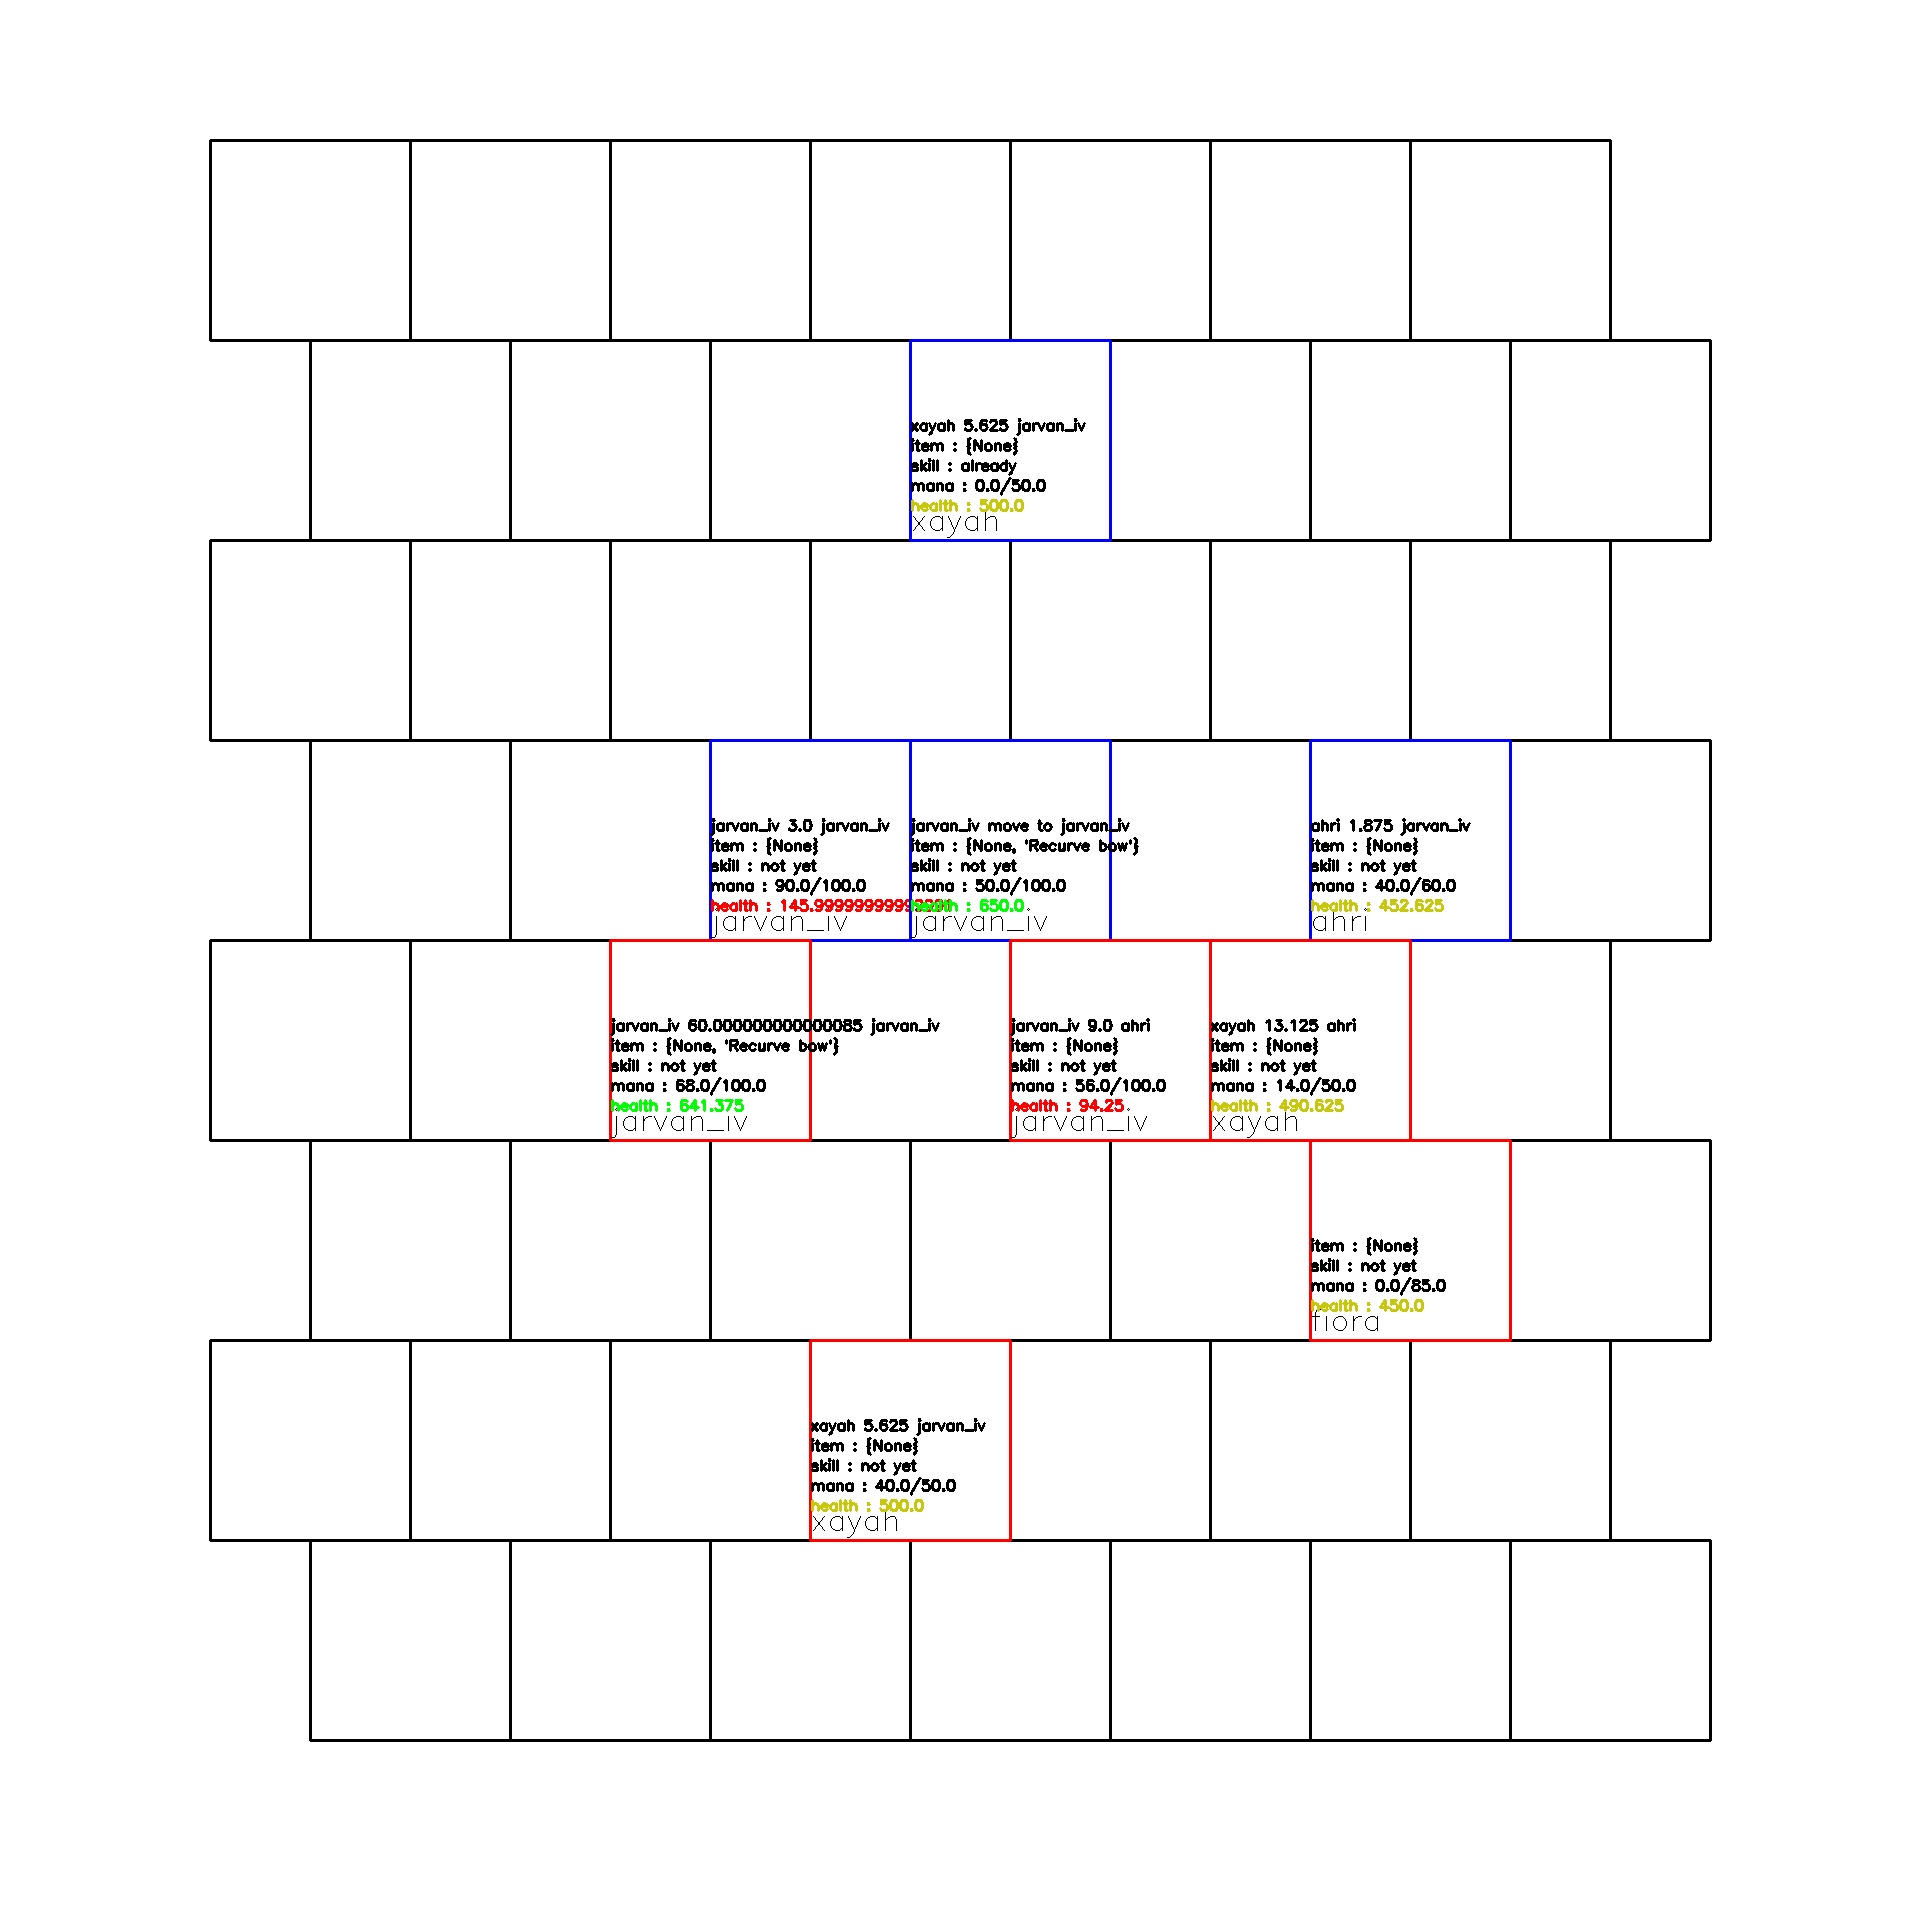 xayah 5.625 jarvan_iv
item : {None}
skill : already
mana : 0.0/50.0
health : 500.0
xayah
jarvan_iv 3.0 jarvan_iv
item : {None}
skill : not yet
mana : 90.0/100.0
health :
jarvan_iv
jarvan_iv move to jarvan_iv
item : {None, 'Recurve bow'}
skill : not yet
mana : 50.0/100.0
health : 650.0
jarvan_iv
ahri 1.875 jarvan_iv
item : {None}
skill : not yet
mana : 40.0/60.0
health : 452.625
ahri
jarvan_iv 60.000000000000085 jarvan_iv
item : {None, 'Recurve bow'}
skill : not yet
mana : 68.0/100.0
health : 641.375
jarvan_iv
jarvan_iv 9.0 ahri
item : {None}
skill : not yet
mana : 56.0/100.0
health : 94.25
jarvan_iv
xayah 13.125 ahri
item : {None}
skill : not yet
mana : 14.0/50.0
health : 490.625
xayah
item : {None}
skill : not yet
mana : 0.0/85.0
health : 450.0
fiora
xayah 5.625 jarvan_iv
item : {None}
skill : not yet
mana : 40.0/50.0
health : 500.0
xayah